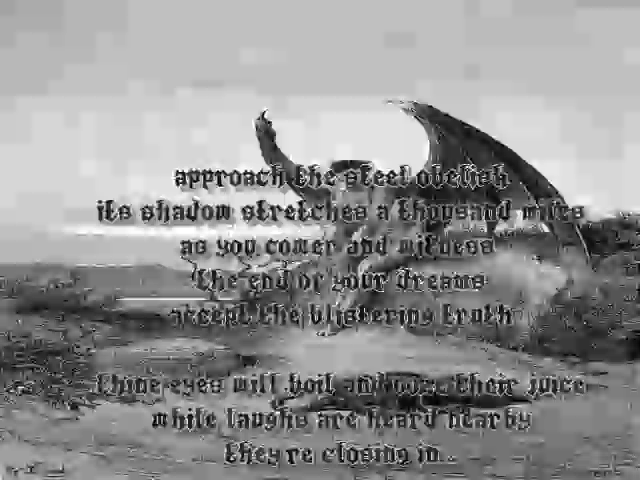 approach the steel obelisk
its shadow stretches a thousand miles
as you comer and witness
the end of your dreams
accept the blistering truth
thine eyes will boil and ooze their juice
while laughs are heard nearby
they're closing in...